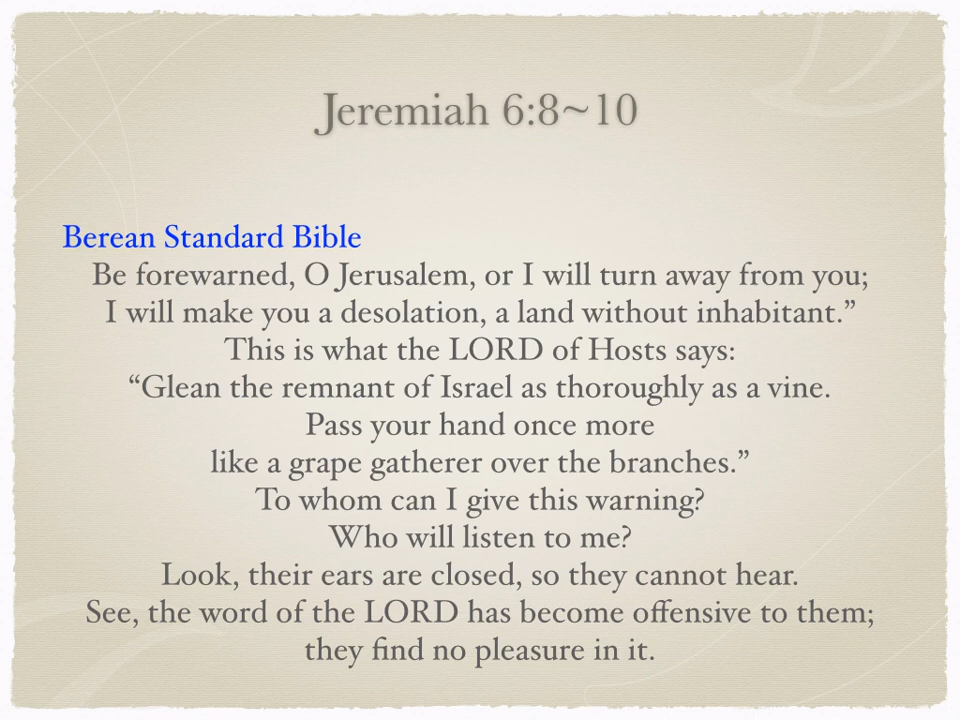 Jeremiah 6:8~10
Berean Standard Bible
Be forewarned, O Jerusalem, or I will turn away from you;
I will make you a desolation, a land without inhabitant.”
This is what the LORD of Hosts says:
“Glean the remnant of Israel as thoroughly as a vine.
Pass your hand once more
like a grape gatherer over the branches.”
To whom can I give this warning?
Who will listen to me?
Look, their ears are closed, so they cannot hear.
See, the word of the LORD has become offensive to them;
they find no pleasure in it.